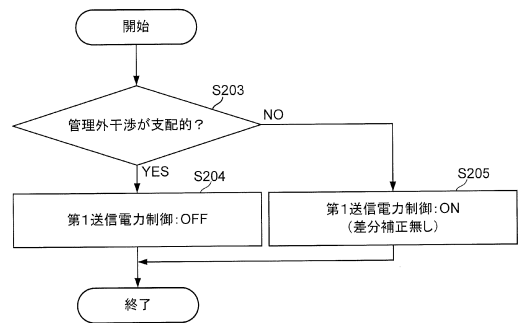 開始
S203
管理外干渉が支配的？
NO
YES
S204
第1送信電力制御：OFF
S205
第1送信電力制御：ON
（差分補正無し）
終了